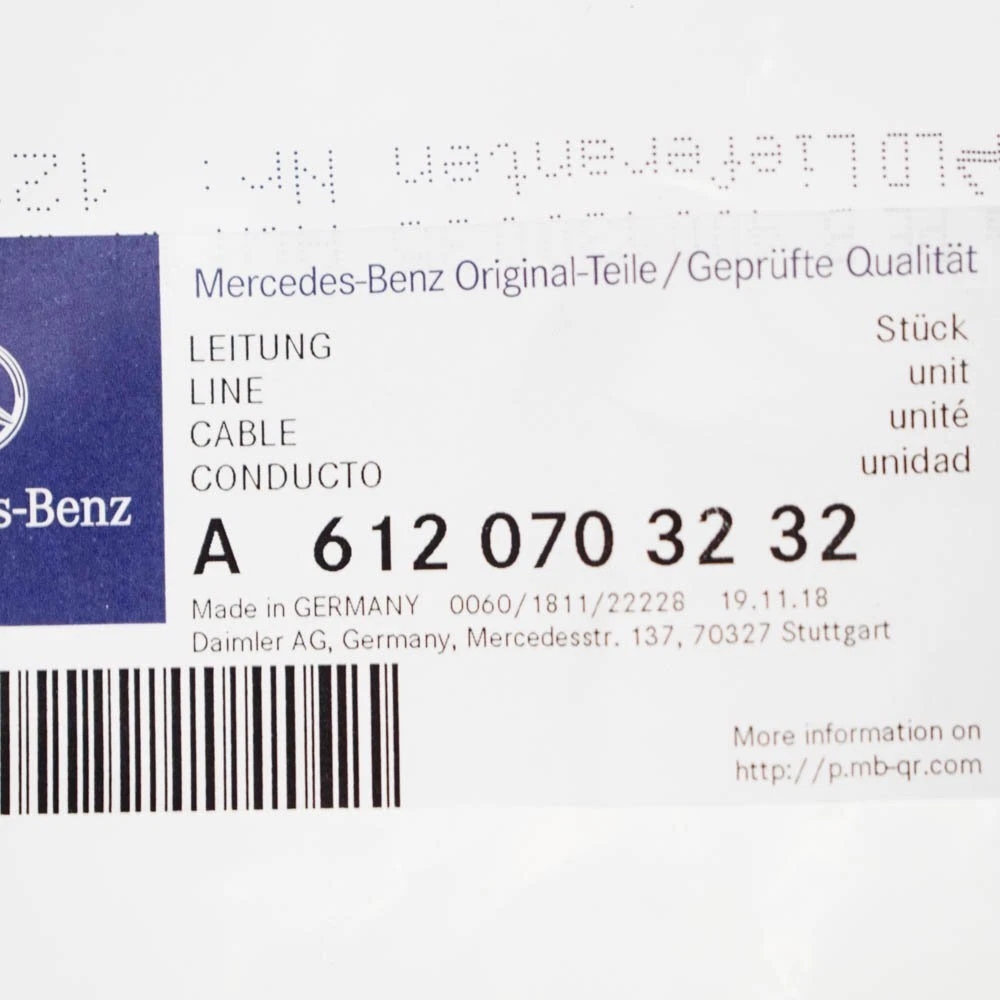 Mercedes-Benz Original-Teile/Geprüfte Qualität
LEITUNG Stück
LINE unit
CABLE unité
CONDUCTO unidad
s-Benz
A 612 070 32 32
Made in GERMANY 0060/1811/22228 19.11.18
Daimler AG, Germany, Mercedesstr. 137, 70327 Stuttgart
More information on
http://p.mb-qr.com